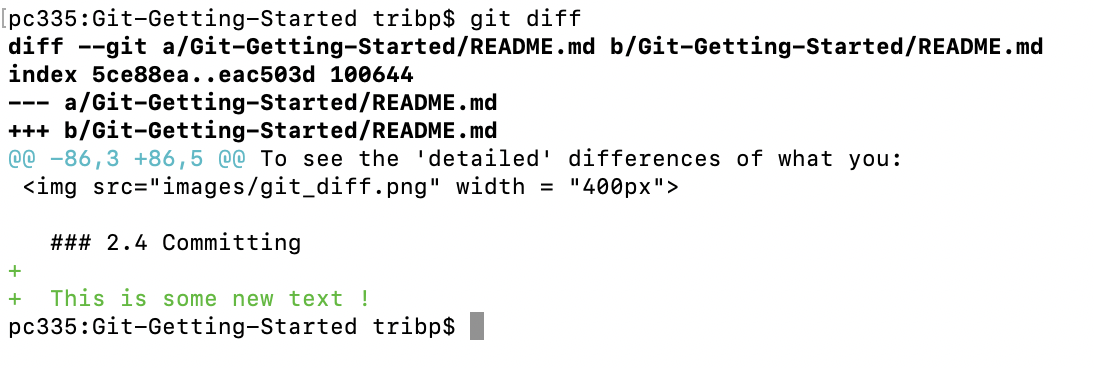 [pc335:Git-Getting-Started tribp$ git diff
diff --git a/Git-Getting-Started/README.md b/Git-Getting-Started/README.md
index 5ce88ea..eac503d 100644
--- a/Git-Getting-Started/README.md
+++ b/Git-Getting-Started/README.md
@@ -86,3 +86,5 @@ To see the 'detailed' differences of what you:
 <img src="images/git_diff.png" width = "400px">

   ### 2.4 Committing
+
+  This is some new text !
pc335:Git-Getting-Started tribp$